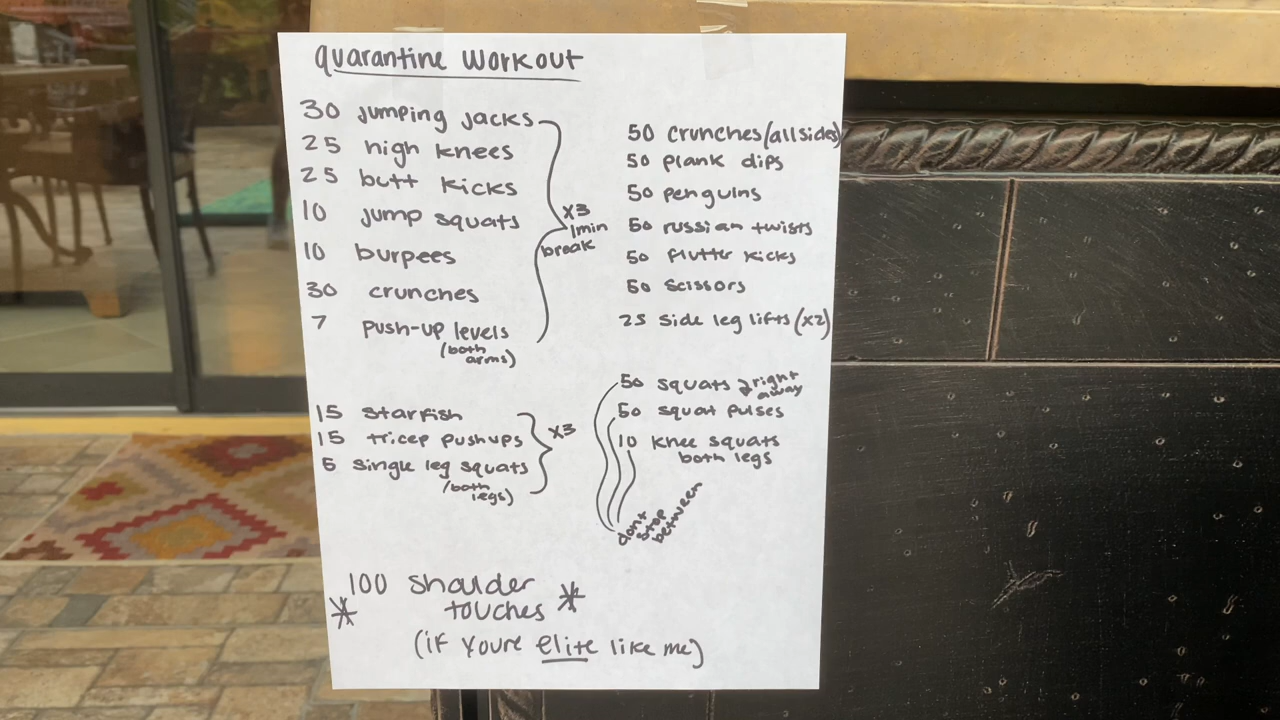 quarantine workout
30 jumping jacks
25 high knees
25 butt kicks
10 jump squats
10 burpees
30 crunches
7 push-up levels
(both
arms)
x3
1min
break
15 starfish
15 tricep pushups
5 single leg squats
(both
legs)
x3
50 crunches (all sides)
50 plank dips
50 penguins
50 russian twists
50 flutter kicks
50 scissors
25 side leg lifts (x2)
50 squats right
away
50 squat pulses
10 knee squats
both legs
dont
stop
between
* 100 shoulder
touches *
(if youre elite like me)